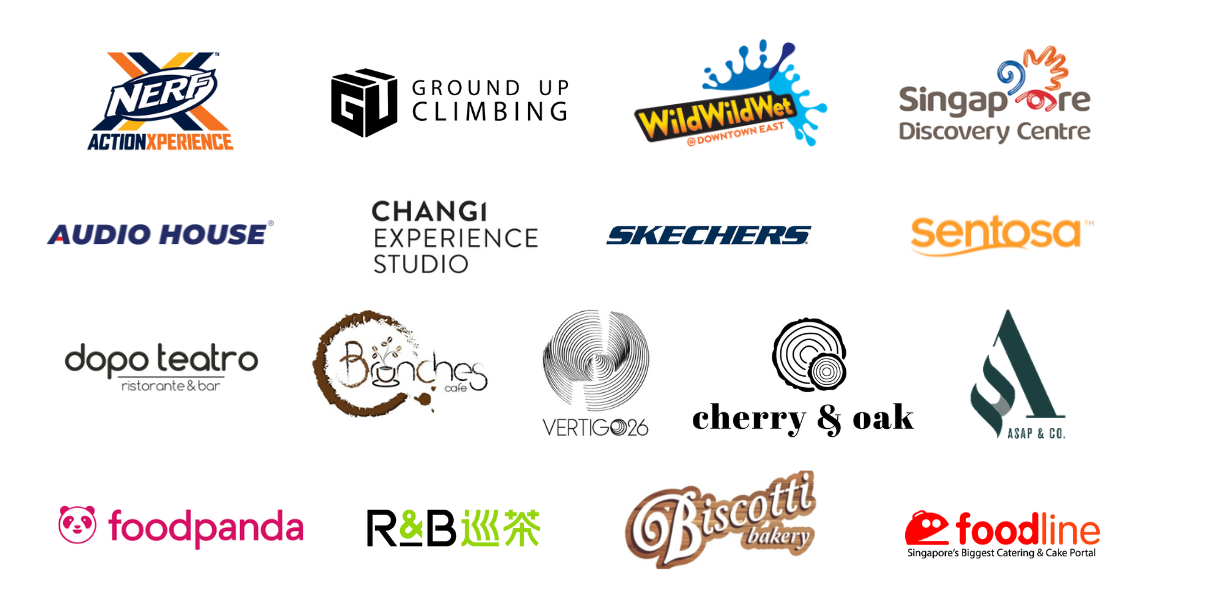 NERF
ACTIONXPERIENCE
GU
GROUND UP
CLIMBING
WildWildWet
@DOWNTOWN EAST
Singapore
Discovery Centre
AUDIO HOUSE
CHANGI
EXPERIENCE
STUDIO
SKECHERS
Sentosa
dopo teatro
ristorante & bar
Branches
cafe
VERTIGO26
cherry & oak
ASAP & CO.
foodpanda
R&B巡茶
Biscotti
bakery
foodline
Singapore's Biggest Catering & Cake Portal